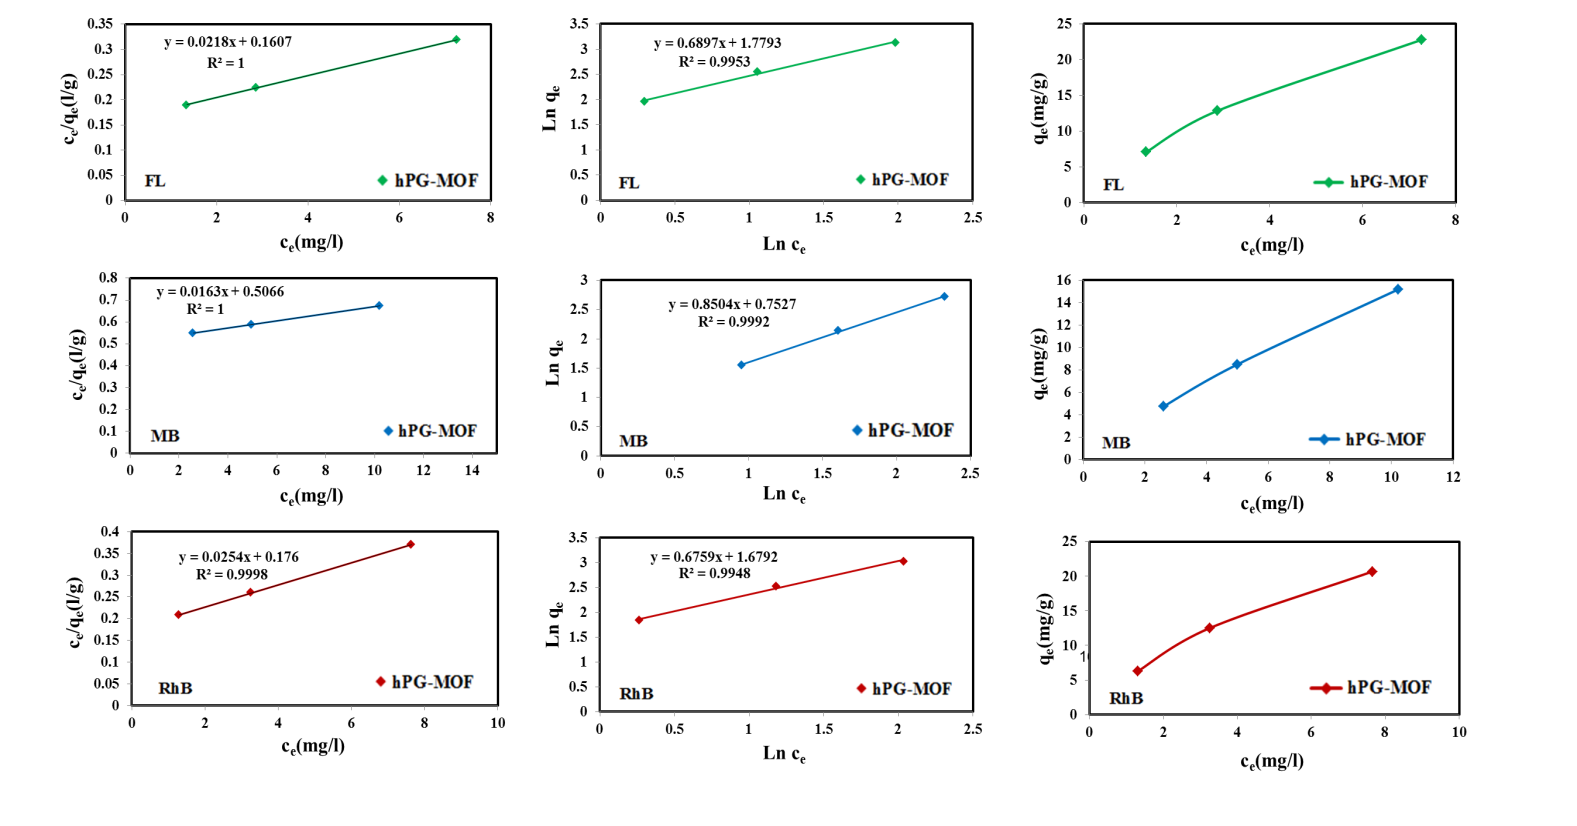 0.35
0.3
0.25
0.2
0.15
0.1
0.05
0
cₑ/qₑ(l/g)
y = 0.0218x + 0.1607
R² = 1
FL
hPG-MOF
0 2 4 6 8
cₑ(mg/l)
3.5
3
2.5
2
1.5
1
0.5
0
Ln qₑ
y = 0.6897x + 1.7793
R² = 0.9953
FL
hPG-MOF
0 0.5 1 1.5 2 2.5
Ln cₑ
25
20
15
10
5
0
qₑ(mg/g)
FL
hPG-MOF
0 2 4 6 8
cₑ(mg/l)
0.8
0.7
0.6
0.5
0.4
0.3
0.2
0.1
0
cₑ/qₑ(l/g)
y = 0.0163x + 0.5066
R² = 1
MB
hPG-MOF
0 2 4 6 8 10 12 14
cₑ(mg/l)
3
2.5
2
1.5
1
0.5
0
Ln qₑ
y = 0.8504x + 0.7527
R² = 0.9992
MB
hPG-MOF
0 0.5 1 1.5 2 2.5
Ln cₑ
16
14
12
10
8
6
4
2
0
qₑ(mg/g)
MB
hPG-MOF
0 2 4 6 8 10 12
cₑ(mg/l)
0.4
0.35
0.3
0.25
0.2
0.15
0.1
0.05
0
cₑ/qₑ(l/g)
y = 0.0254x + 0.176
R² = 0.9998
RhB
hPG-MOF
0 2 4 6 8 10
cₑ(mg/l)
3.5
3
2.5
2
1.5
1
0.5
0
Ln qₑ
y = 0.6759x + 1.6792
R² = 0.9948
RhB
hPG-MOF
0 0.5 1 1.5 2 2.5
Ln cₑ
25
20
15
10
5
0
qₑ(mg/g)
RhB
hPG-MOF
0 2 4 6 8 10
cₑ(mg/l)